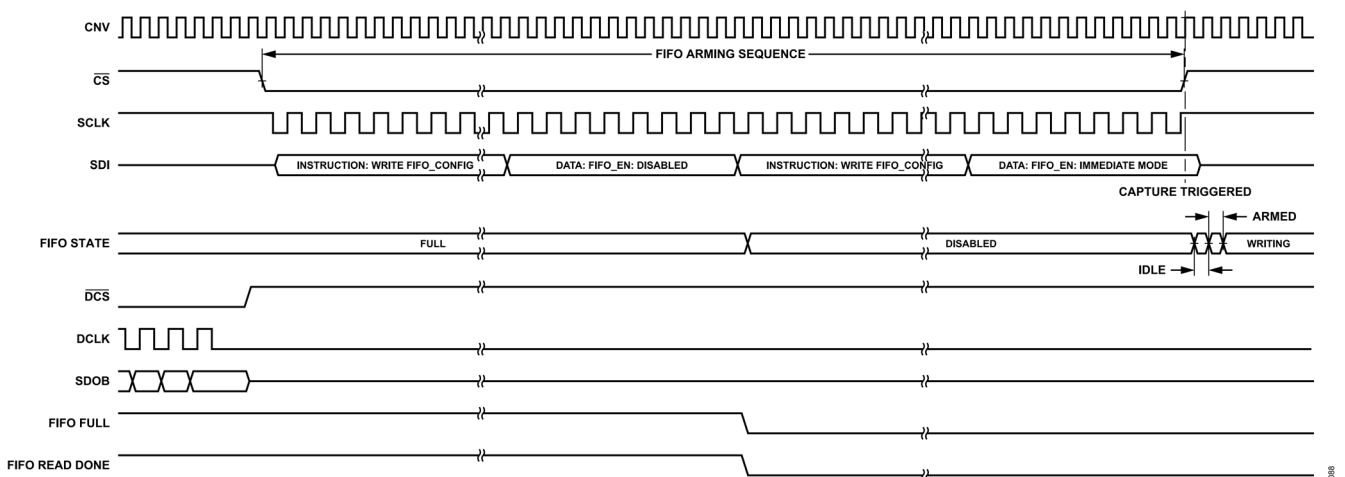 CNV
FIFO ARMING SEQUENCE
CS
SCLK
SDI
INSTRUCTION: WRITE FIFO_CONFIG
DATA: FIFO_EN: DISABLED
INSTRUCTION: WRITE FIFO_CONFIG
DATA: FIFO_EN: IMMEDIATE MODE
CAPTURE TRIGGERED
ARMED
FIFO STATE
FULL
DISABLED
WRITING
IDLE
DCS
DCLK
SDOB
FIFO FULL
FIFO READ DONE
088